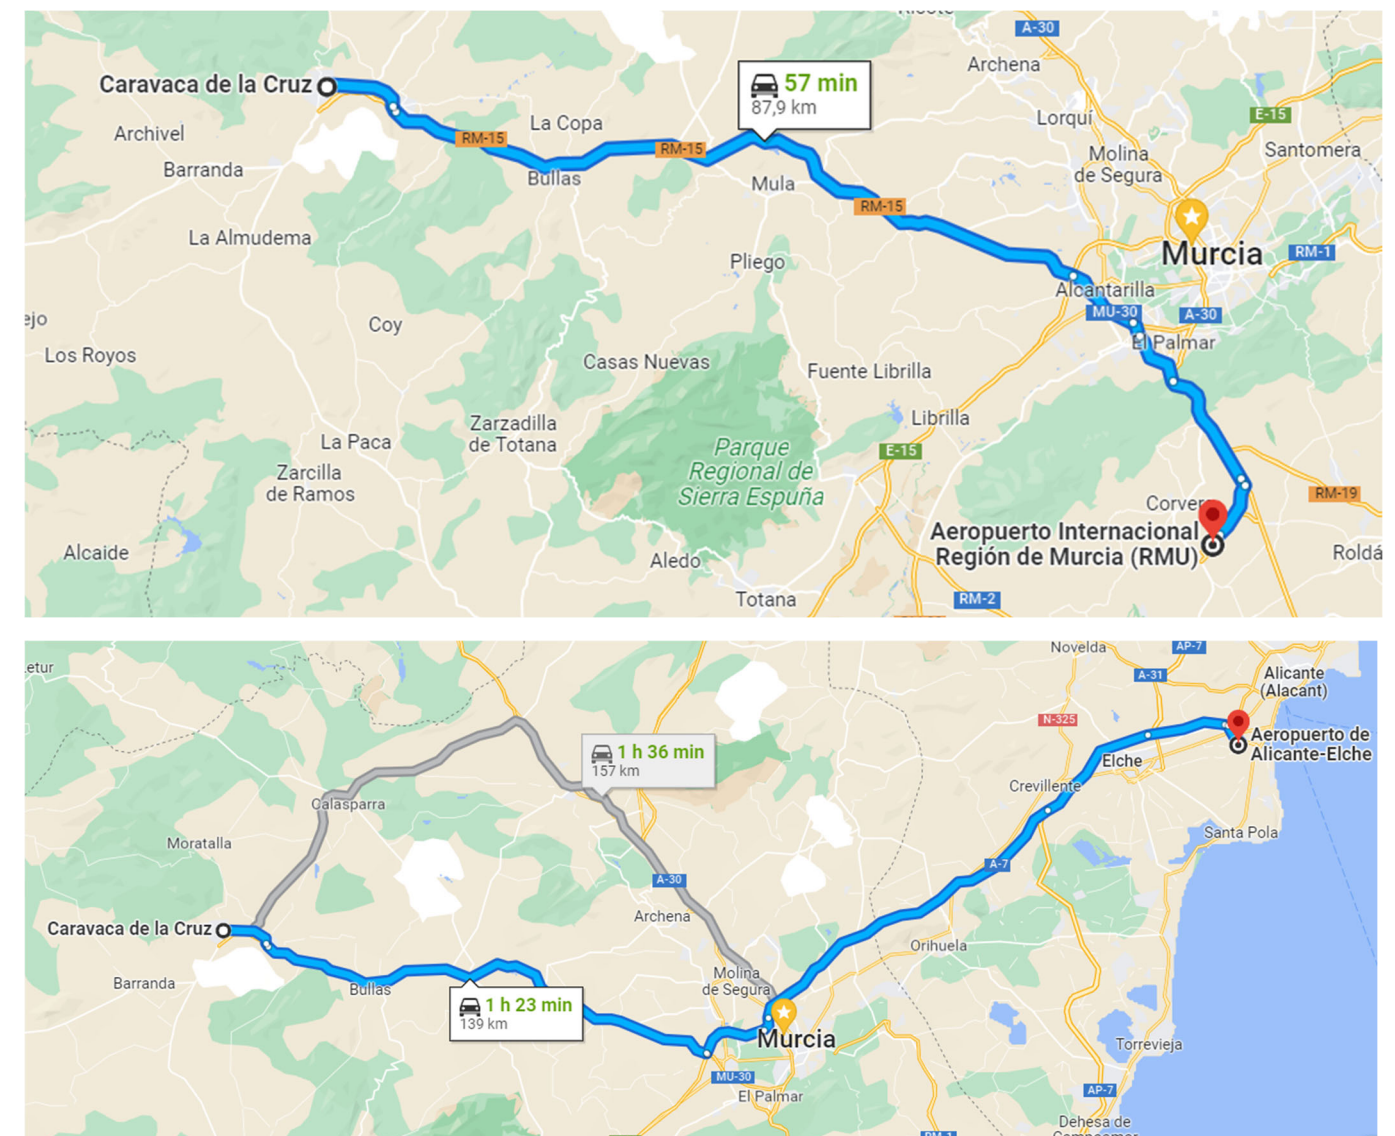 A-30
Archena
Caravaca de la Cruz
57 min
87,9 km
E-15
Lorquí
La Copa
Archivel
RM-15
RM-15
Santomera
Molina
de Segura
Barranda
Bullas
Mula
RM-15
La Almudema
Murcia
RM-1
Pliego
Alcantarilla
MU-30
A-30
ejo
Coy
El Palmar
Los Royos
Casas Nuevas
Fuente Librilla
Librilla
Zarzadilla
de Totana
La Paca
Parque
Regional de
Sierra Espuña
E-15
Zarcilla
de Ramos
RM-19
Corver
Aeropuerto Internacional
Región de Murcia (RMU)
Alcaide
Aledo
Roldá
Totana
RM-2
etur
Novelda
AP-7
A-31
Alicante
(Alacant)
N-325
Aeropuerto de
Alicante-Elche
1 h 36 min
157 km
Elche
Crevillente
Calasparra
Santa Pola
Moratalla
A-7
A-30
Archena
Caravaca de la Cruz
Orihuela
Molina
de Segura
Barranda
Bullas
1 h 23 min
139 km
Murcia
Torrevieja
MU-30
El Palmar
AP-7
Dehesa de